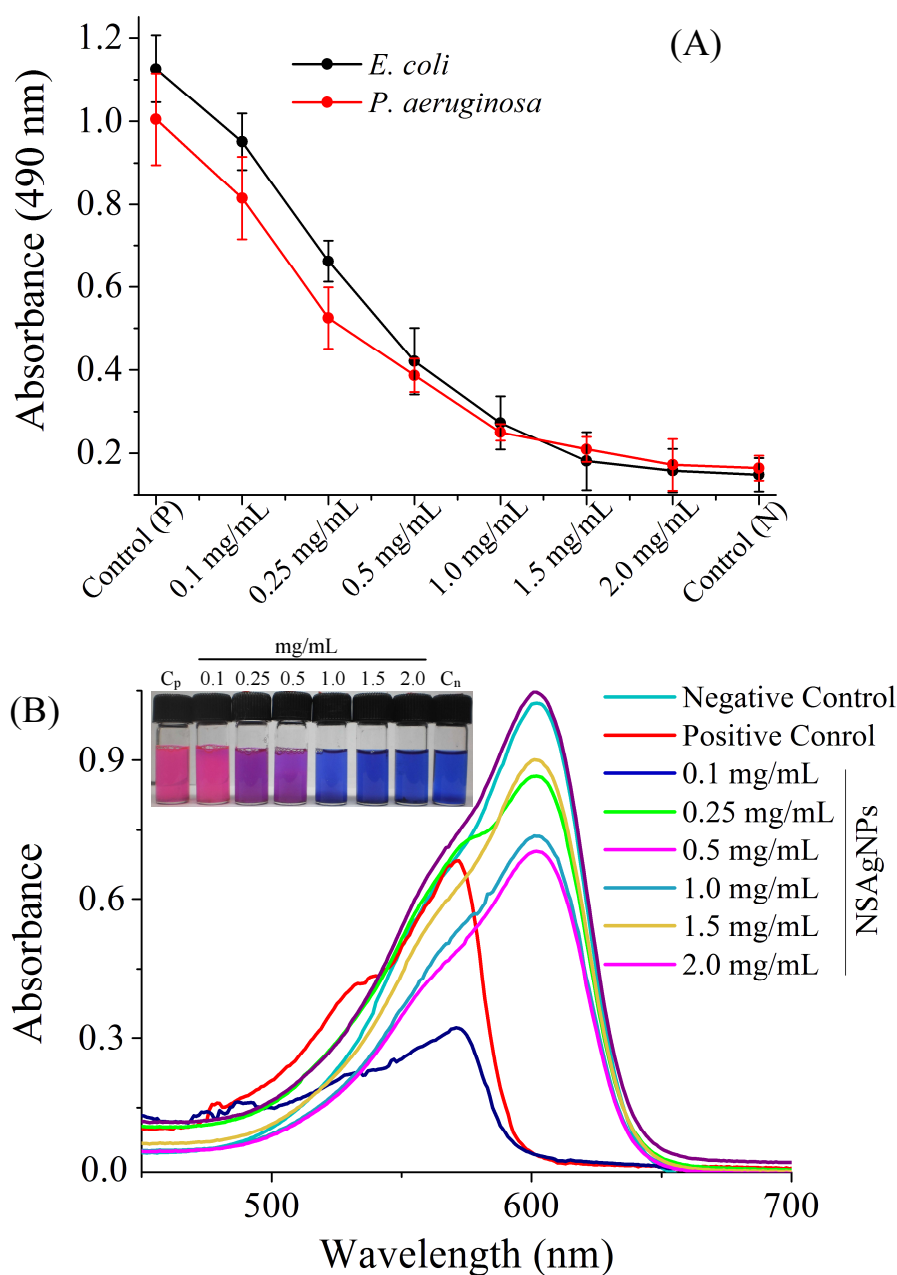 (A)
E. coli
P. aeruginosa
Absorbance (490 nm)
1.2
1.0
0.8
0.6
0.4
0.2
Control (P)
0.1 mg/mL
0.25 mg/mL
0.5 mg/mL
1.0 mg/mL
1.5 mg/mL
2.0 mg/mL
Control (N)
(B)
mg/mL
Cp 0.1 0.25 0.5 1.0 1.5 2.0 Cn
Negative Control
Positive Conrol
0.1 mg/mL
0.25 mg/mL
0.5 mg/mL
1.0 mg/mL
1.5 mg/mL
2.0 mg/mL
NSAgNPs
Absorbance
0.9
0.6
0.3
0.0
500 600 700
Wavelength (nm)